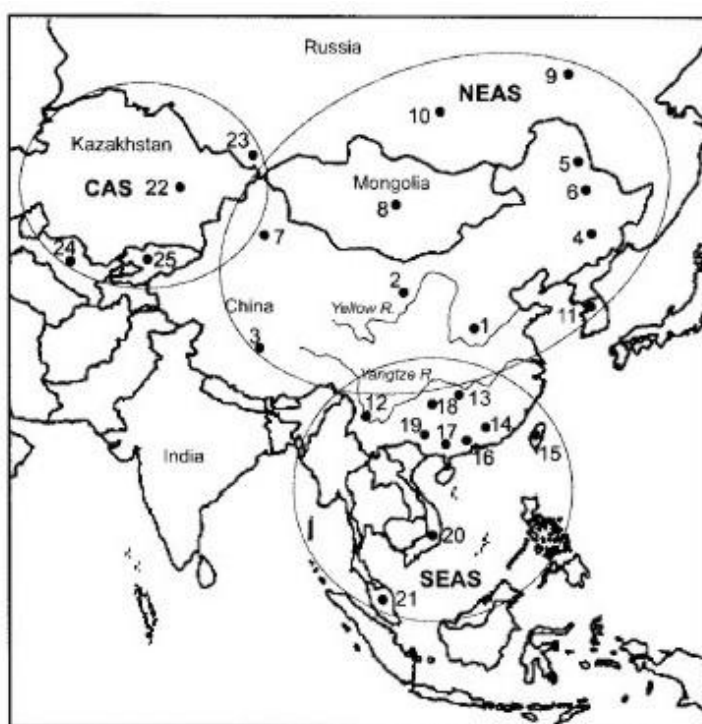 Russia
9
NEAS
10
23
Kazakhstan
5
Mongolia
6
CAS
22
8
7
4
24
25
2
China
Yellow R.
11
1
3
Yangtze R.
12
18
13
14
19
17
16
15
India
20
SEAS
21